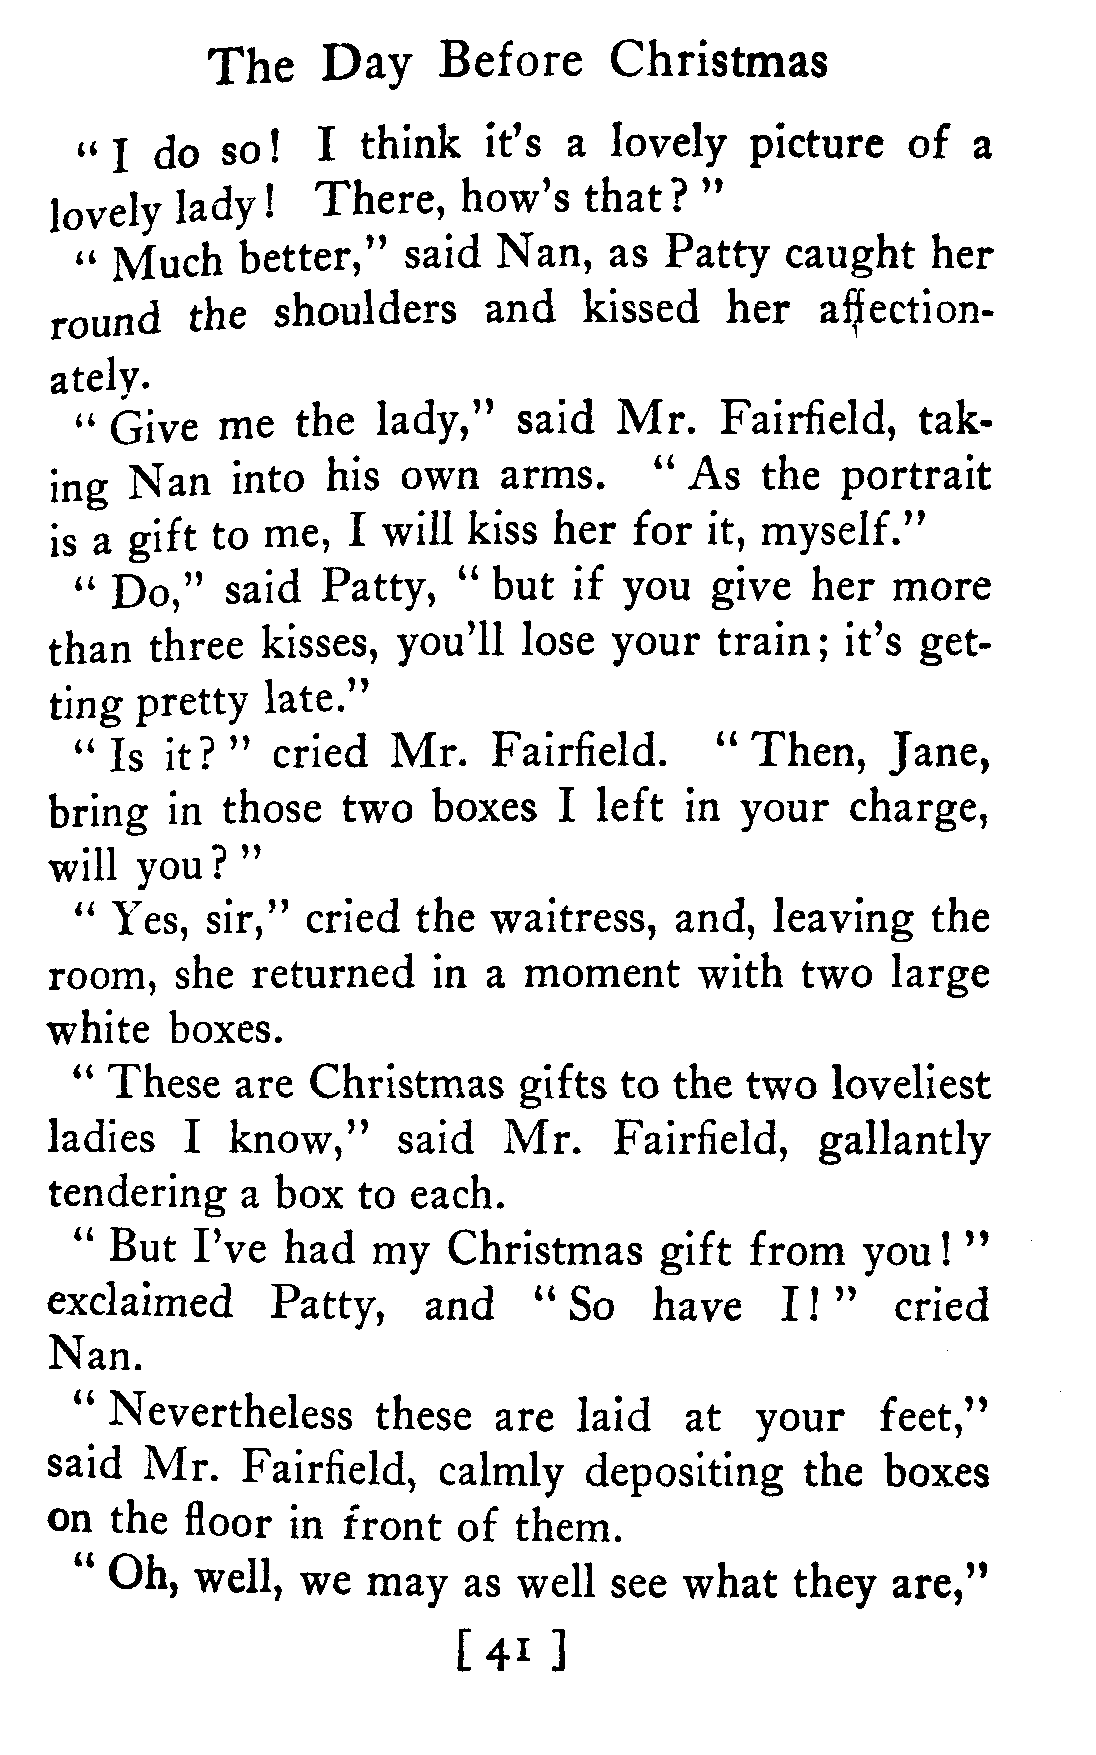 The Day Before Christmas
“ I do so! I think it’s a lovely picture of a
lovely lady! There, how’s that? ”
“ Much better,” said Nan, as Patty caught her
round the shoulders and kissed her affection-
ately.
“ Give me the lady,” said Mr. Fairfield, tak-
ing Nan into his own arms. “ As the portrait
is a gift to me, I will kiss her for it, myself.”
“ Do,” said Patty, “ but if you give her more
than three kisses, you’ll lose your train; it’s get-
ting pretty late.”
“ Is it? ” cried Mr. Fairfield. “ Then, Jane,
bring in those two boxes I left in your charge,
will you? ”
“ Yes, sir,” cried the waitress, and, leaving the
room, she returned in a moment with two large
white boxes.
“ These are Christmas gifts to the two loveliest
ladies I know,” said Mr. Fairfield, gallantly
tendering a box to each.
“ But I’ve had my Christmas gift from you! ”
exclaimed Patty, and “ So have I! ” cried
Nan.
“ Nevertheless these are laid at your feet,”
said Mr. Fairfield, calmly depositing the boxes
on the floor in front of them.
“ Oh, well, we may as well see what they are,”
[ 41 ]